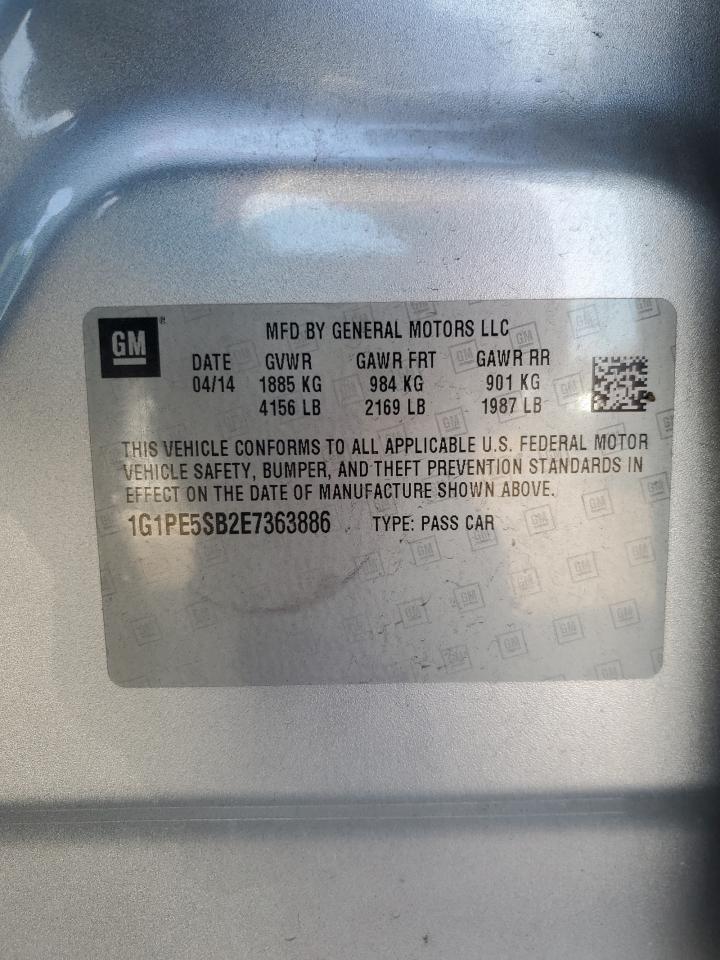 GM
MFD BY GENERAL MOTORS LLC
DATE GVWR GAWR FRT GAWR RR
04/14 1885 KG 984 KG 901 KG
4156 LB 2169 LB 1987 LB
THIS VEHICLE CONFORMS TO ALL APPLICABLE U.S. FEDERAL MOTOR
VEHICLE SAFETY, BUMPER, AND THEFT PREVENTION STANDARDS IN
EFFECT ON THE DATE OF MANUFACTURE SHOWN ABOVE.
1G1PE5SB2E7363886 TYPE: PASS CAR